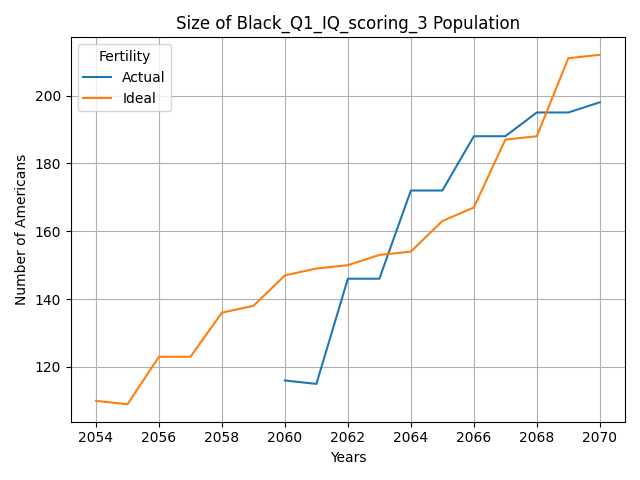 Size of Black_Q1_IQ_scoring_3 Population
Fertility
Actual
Ideal
Number of Americans
200
180
160
140
120
2054 2056 2058 2060 2062 2064 2066 2068 2070
Years